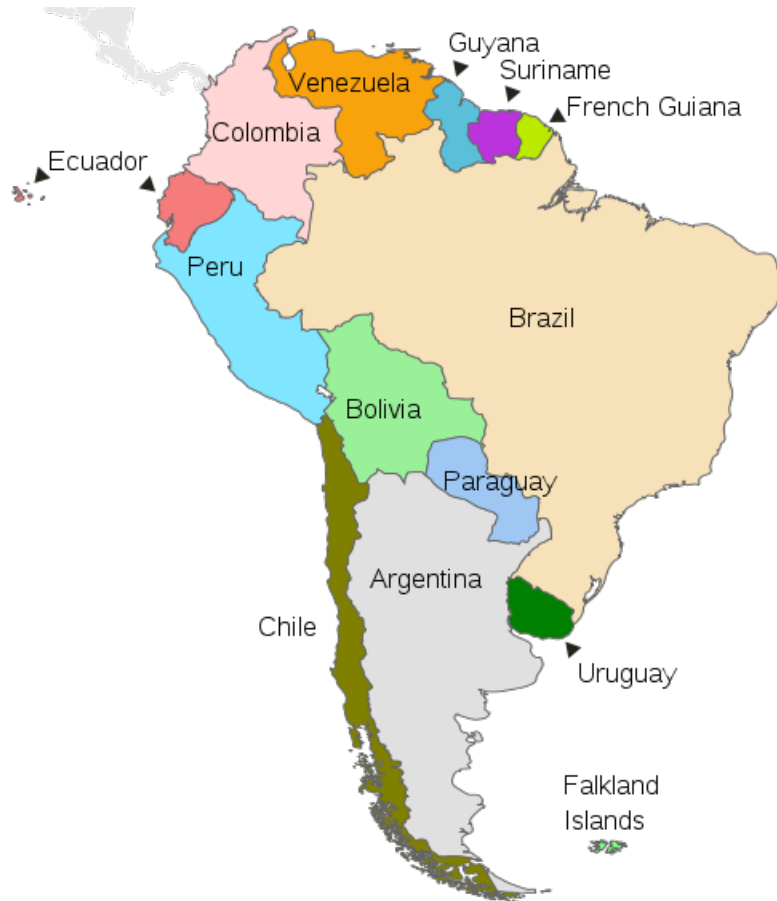 Guyana
Suriname
Venezuela
French Guiana
Colombia
Ecuador
Peru
Brazil
Bolivia
Paraguay
Argentina
Chile
Uruguay
Falkland
Islands